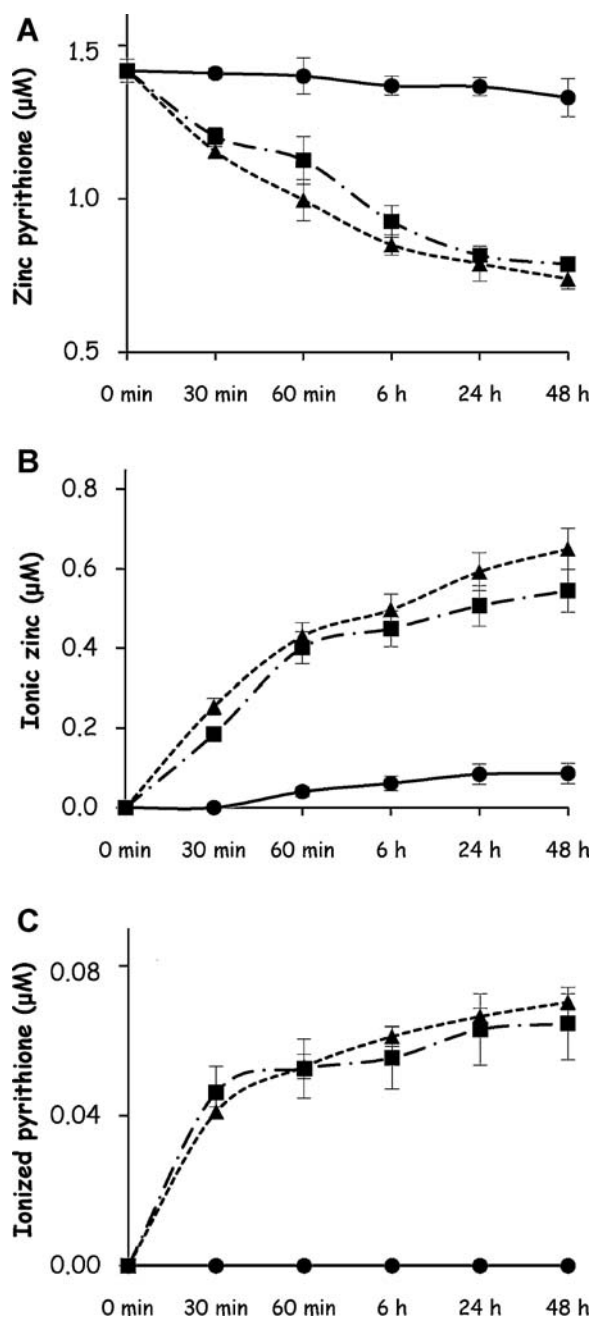 A
Zinc pyrithione (µM)
1.5
1.0
0.5
0 min 30 min 60 min 6 h 24 h 48 h
B
Ionic zinc (µM)
0.8
0.6
0.4
0.2
0.0
0 min 30 min 60 min 6 h 24 h 48 h
C
Ionized pyrithione (µM)
0.08
0.04
0.00
0 min 30 min 60 min 6 h 24 h 48 h